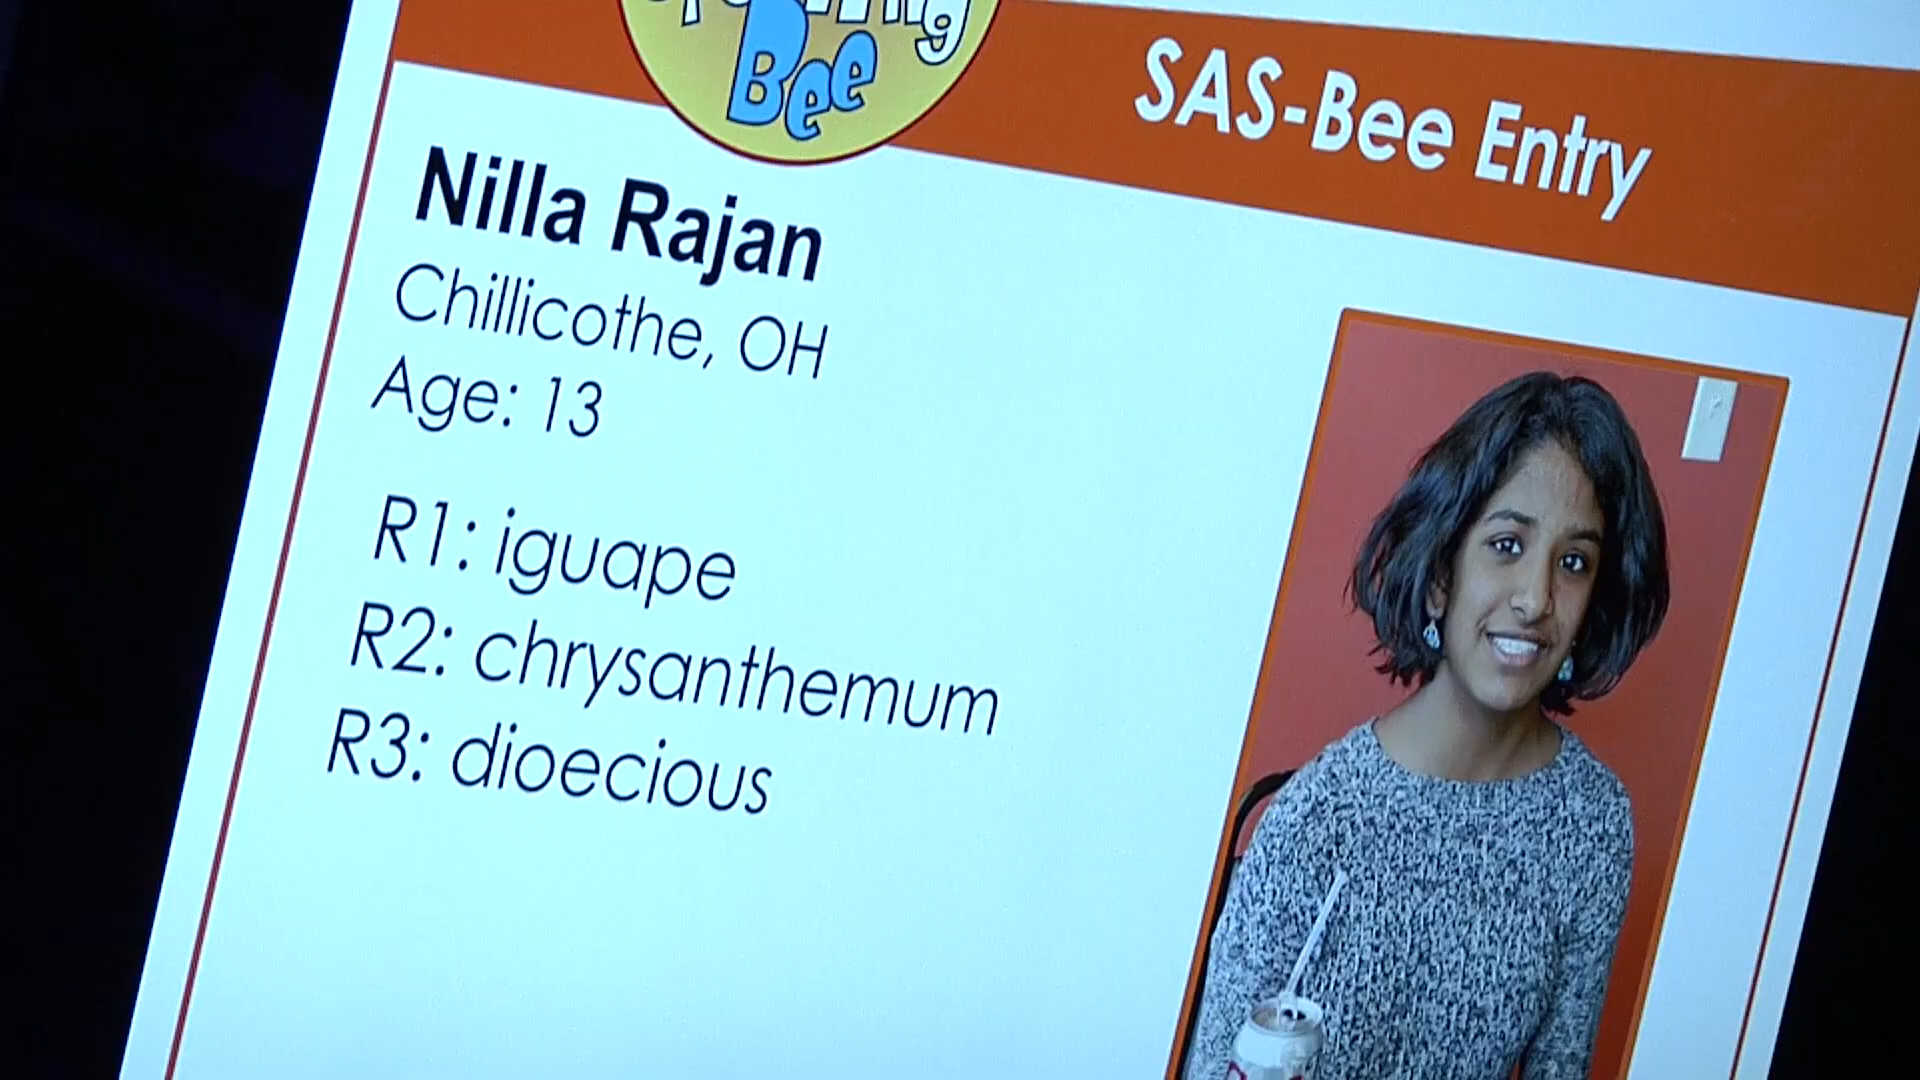 Bee
SAS-Bee Entry
Nilla Rajan
Chillicothe, OH
Age: 13
R1: iguape
R2: chrysanthemum
R3: dioecious